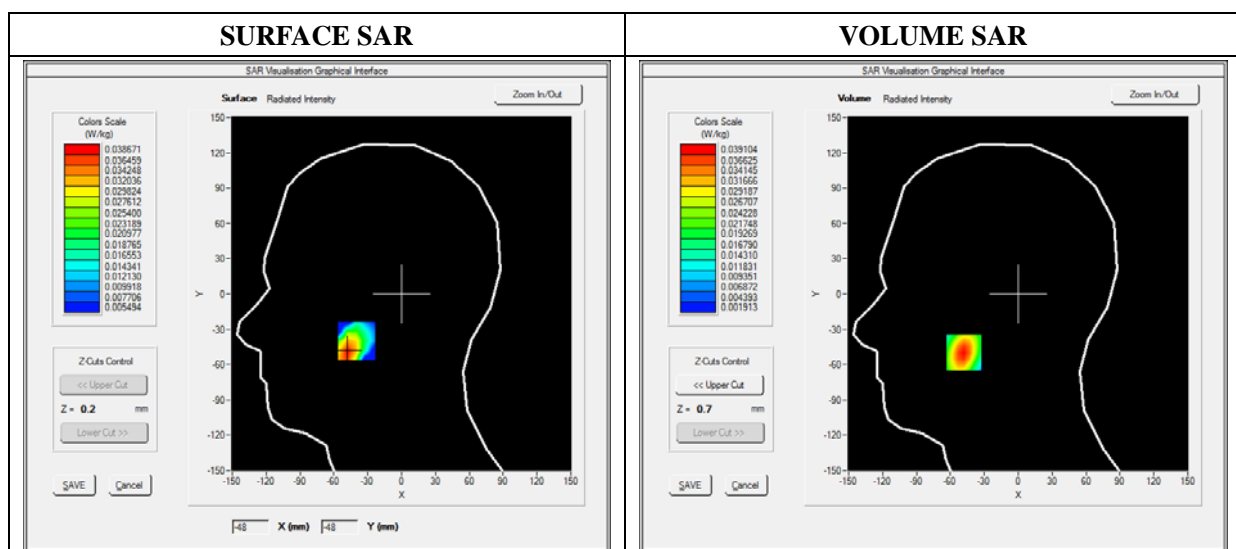 SURFACE SAR
SAR Visualisation Graphical Interface
Surface Radiated Intensity
Zoom In/Out
Colors Scale
(W/kg)
0.038671
0.036459
0.034248
0.032036
0.029824
0.027612
0.025400
0.023189
0.020977
0.018765
0.016553
0.014341
0.012130
0.009918
0.007706
0.005494
Z-Cuts Control
<< Upper Cut
Z = 0.2 mm
Lower Cut >>
SAVE Cancel
150
120
90
60
30
0
-30
-60
-90
-120
-150
Y
-150 -120 -90 -60 -30 0 30 60 90 120 150
X
-48 X (mm) -48 Y (mm)
VOLUME SAR
SAR Visualisation Graphical Interface
Volume Radiated Intensity
Zoom In/Out
Colors Scale
(W/kg)
0.039104
0.036625
0.034145
0.031666
0.029187
0.026707
0.024228
0.021748
0.019269
0.016790
0.014310
0.011831
0.009351
0.006872
0.004393
0.001913
Z-Cuts Control
<< Upper Cut
Z = 0.7 mm
Lower Cut >>
SAVE Cancel
150
120
90
60
30
0
-30
-60
-90
-120
-150
Y
-150 -120 -90 -60 -30 0 30 60 90 120 150
X